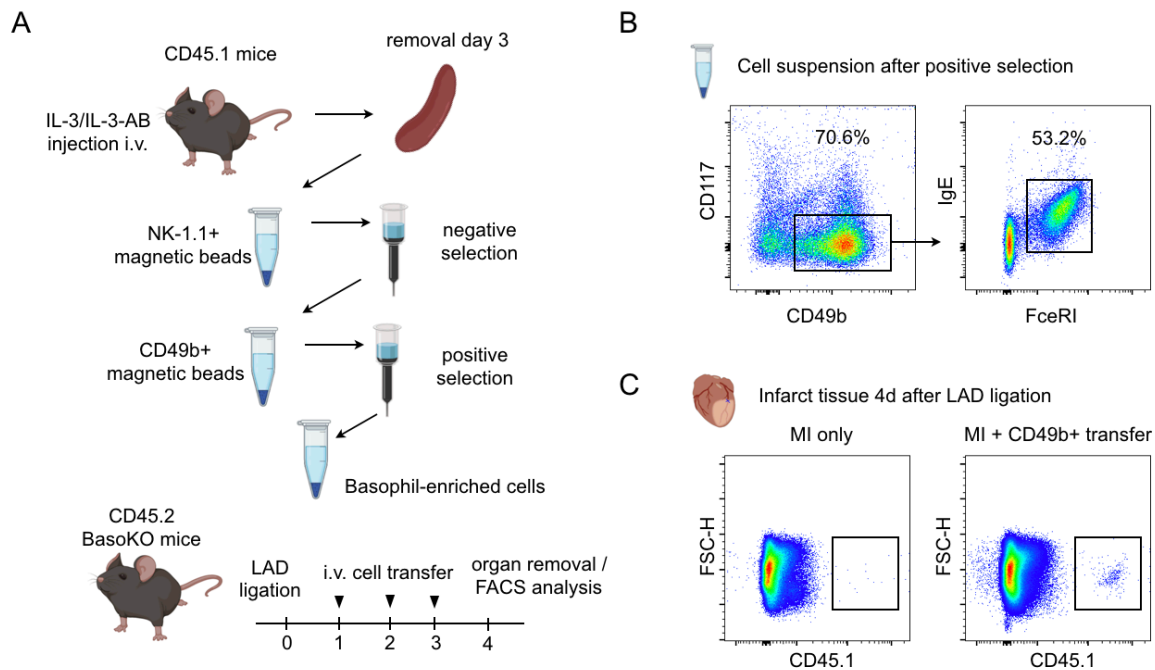 A
CD45.1 mice
removal day 3
IL-3/IL-3-AB
injection i.v.
NK-1.1+
magnetic beads
negative
selection
CD49b+
magnetic beads
positive
selection
Basophil-enriched cells
CD45.2
BasoKO mice
LAD
ligation
i.v. cell transfer
organ removal /
FACS analysis
0 1 2 3 4
B
Cell suspension after positive selection
70.6%
CD117
CD49b
53.2%
IgE
FceRI
C
Infarct tissue 4d after LAD ligation
MI only
FSC-H
CD45.1
MI + CD49b+ transfer
FSC-H
CD45.1